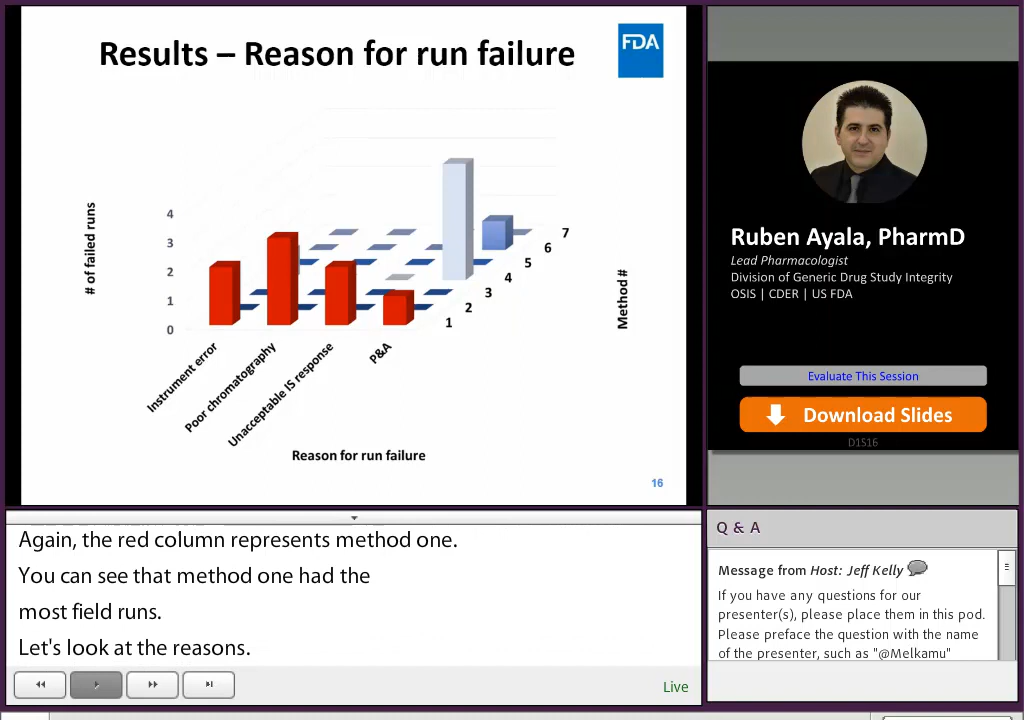 Results – Reason for run failure
FDA
# of failed runs
4
3
2
1
0
7
6
5
4
3
2
1
Method #
Instrument error
Poor chromatography
Unacceptable IS response
P&A
Reason for run failure
16
Ruben Ayala, PharmD
Lead Pharmacologist
Division of Generic Drug Study Integrity
OSIS | CDER | US FDA
Evaluate This Session
Download Slides
D1S16
Again, the red column represents method one.
You can see that method one had the
most field runs.
Let's look at the reasons.
Live
Q & A
Message from Host: Jeff Kelly
If you have any questions for our
presenter(s), please place them in this pod.
Please preface the question with the name
of the presenter, such as "@Melkamu"